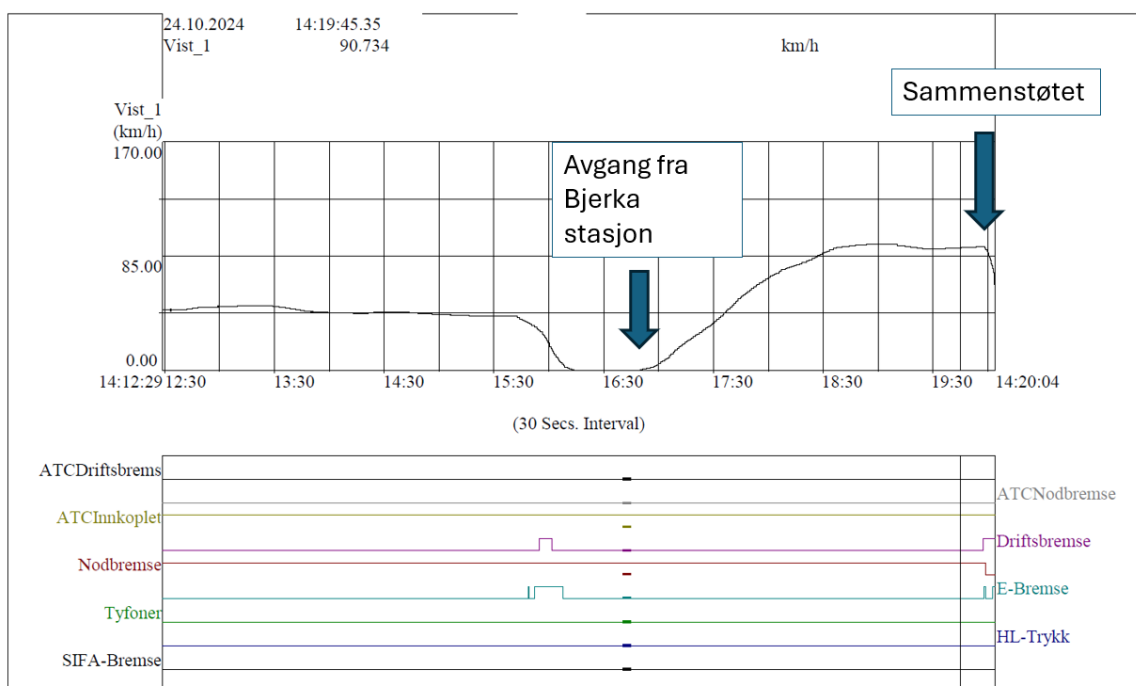 24.10.2024 14:19:45.35
Vist_1 90.734 km/h
Sammenstøtet
Vist_1
(km/h)
170.00
Avgang fra
Bjerka
stasjon
85.00
0.00
14:12:29 12:30 13:30 14:30 15:30 16:30 17:30 18:30 19:30 14:20:04
(30 Secs. Interval)
ATCDriftsbrems
ATCNodbremse
ATCInnkoplet
Driftsbremse
Nodbremse
E-Bremse
Tyfoner
HL-Trykk
SIFA-Bremse